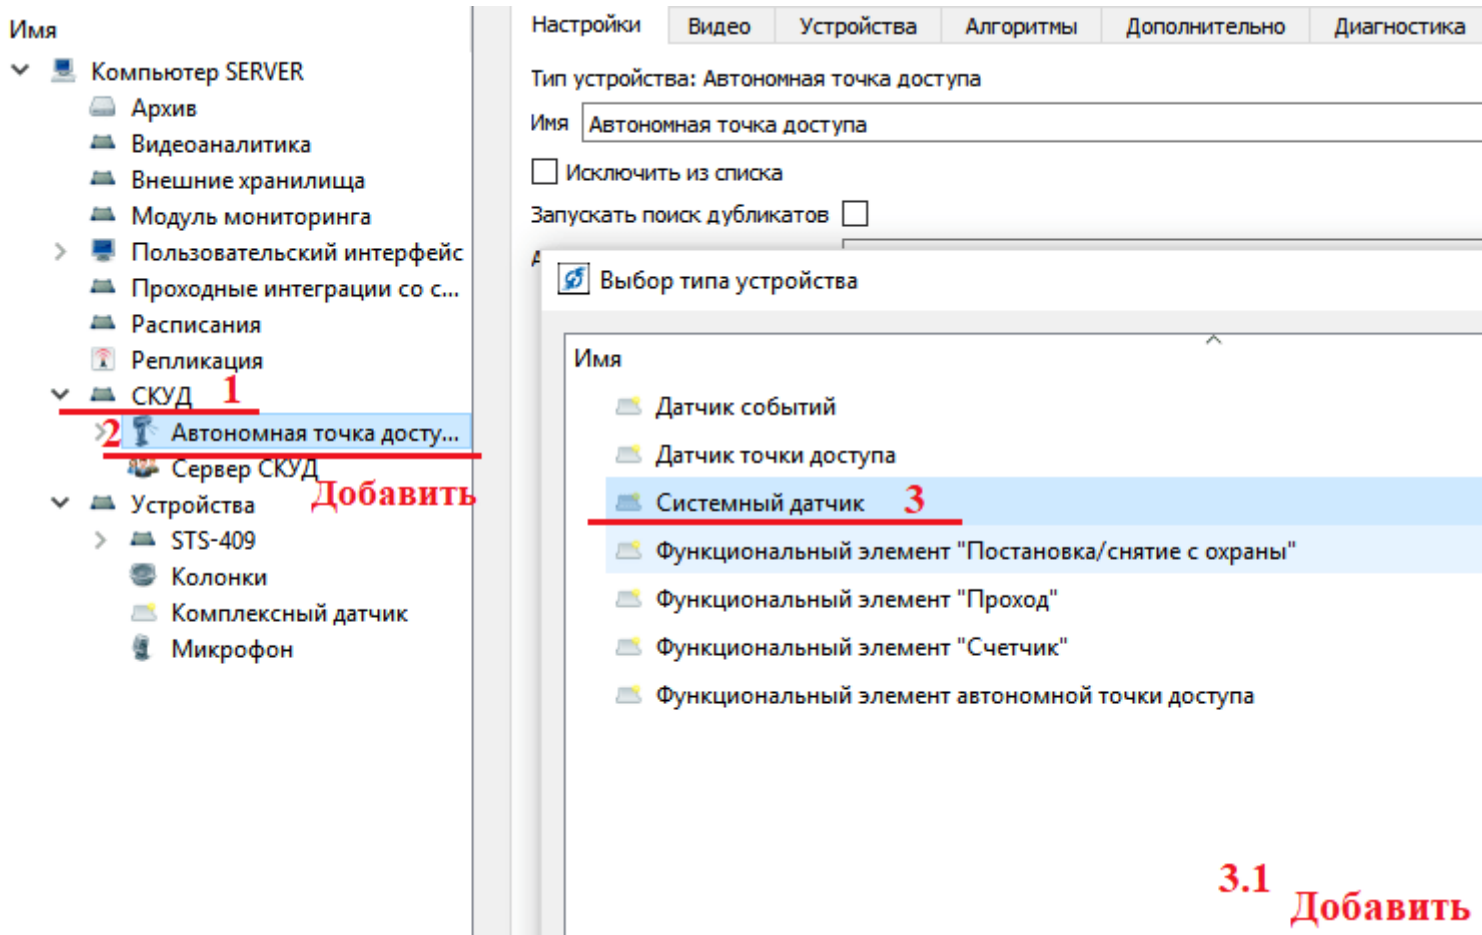 Имя
Компьютер SERVER
Архив
Видеоаналитика
Внешние хранилища
Модуль мониторинга
Пользовательский интерфейс
Проходные интеграции со с...
Расписания
Репликация
СКУД 1
2 Автономная точка досту...
Сервер СКУД
Добавить
Устройства
STS-409
Колонки
Комплексный датчик
Микрофон
Настройки Видео Устройства Алгоритмы Дополнительно Диагностика
Тип устройства: Автономная точка доступа
Имя Автономная точка доступа
Исключить из списка
Запускать поиск дубликатов
Выбор типа устройства
Имя
Датчик событий
Датчик точки доступа
Системный датчик 3
Функциональный элемент "Постановка/снятие с охраны"
Функциональный элемент "Проход"
Функциональный элемент "Счетчик"
Функциональный элемент автономной точки доступа
3.1
Добавить